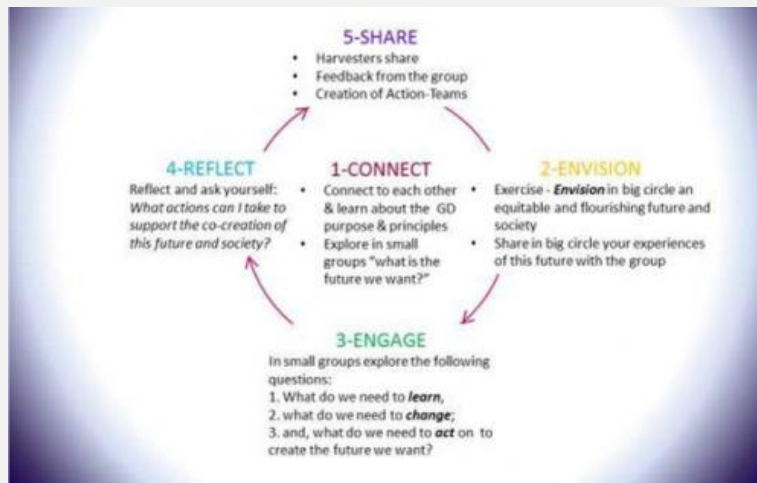 5-SHARE
• Harvesters share
• Feedback from the group
• Creation of Action-Teams
4-REFLECT
Reflect and ask yourself:
What actions can I take to
support the co-creation of
this future and society?
1-CONNECT
• Connect to each other
& learn about the GD
purpose & principles
• Explore in small
groups "what is the
future we want?"
2-ENVISION
• Exercise - Envision in big circle an
equitable and flourishing future and
society
• Share in big circle your experiences
of this future with the group
3-ENGAGE
In small groups explore the following
questions:
1. What do we need to learn,
2. what do we need to change;
3. and, what do we need to act on to
create the future we want?